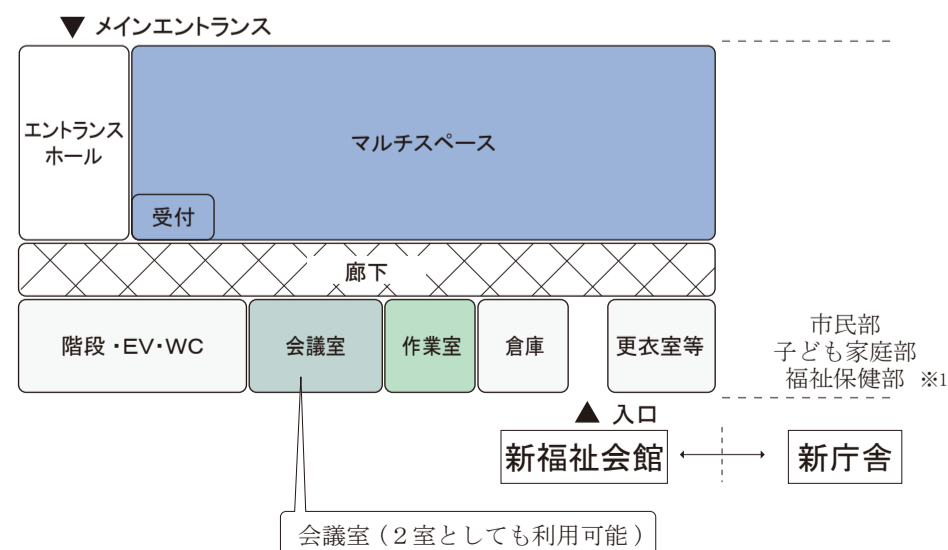 ▼ メインエントランス
エントランス
ホール
マルチスペース
受付
廊下
階段・EV・WC
会議室
作業室
倉庫
更衣室等
市民部
子ども家庭部
福祉保健部 ※1
▲ 入口
新福祉会館
新庁舎
会議室(2室としても利用可能)